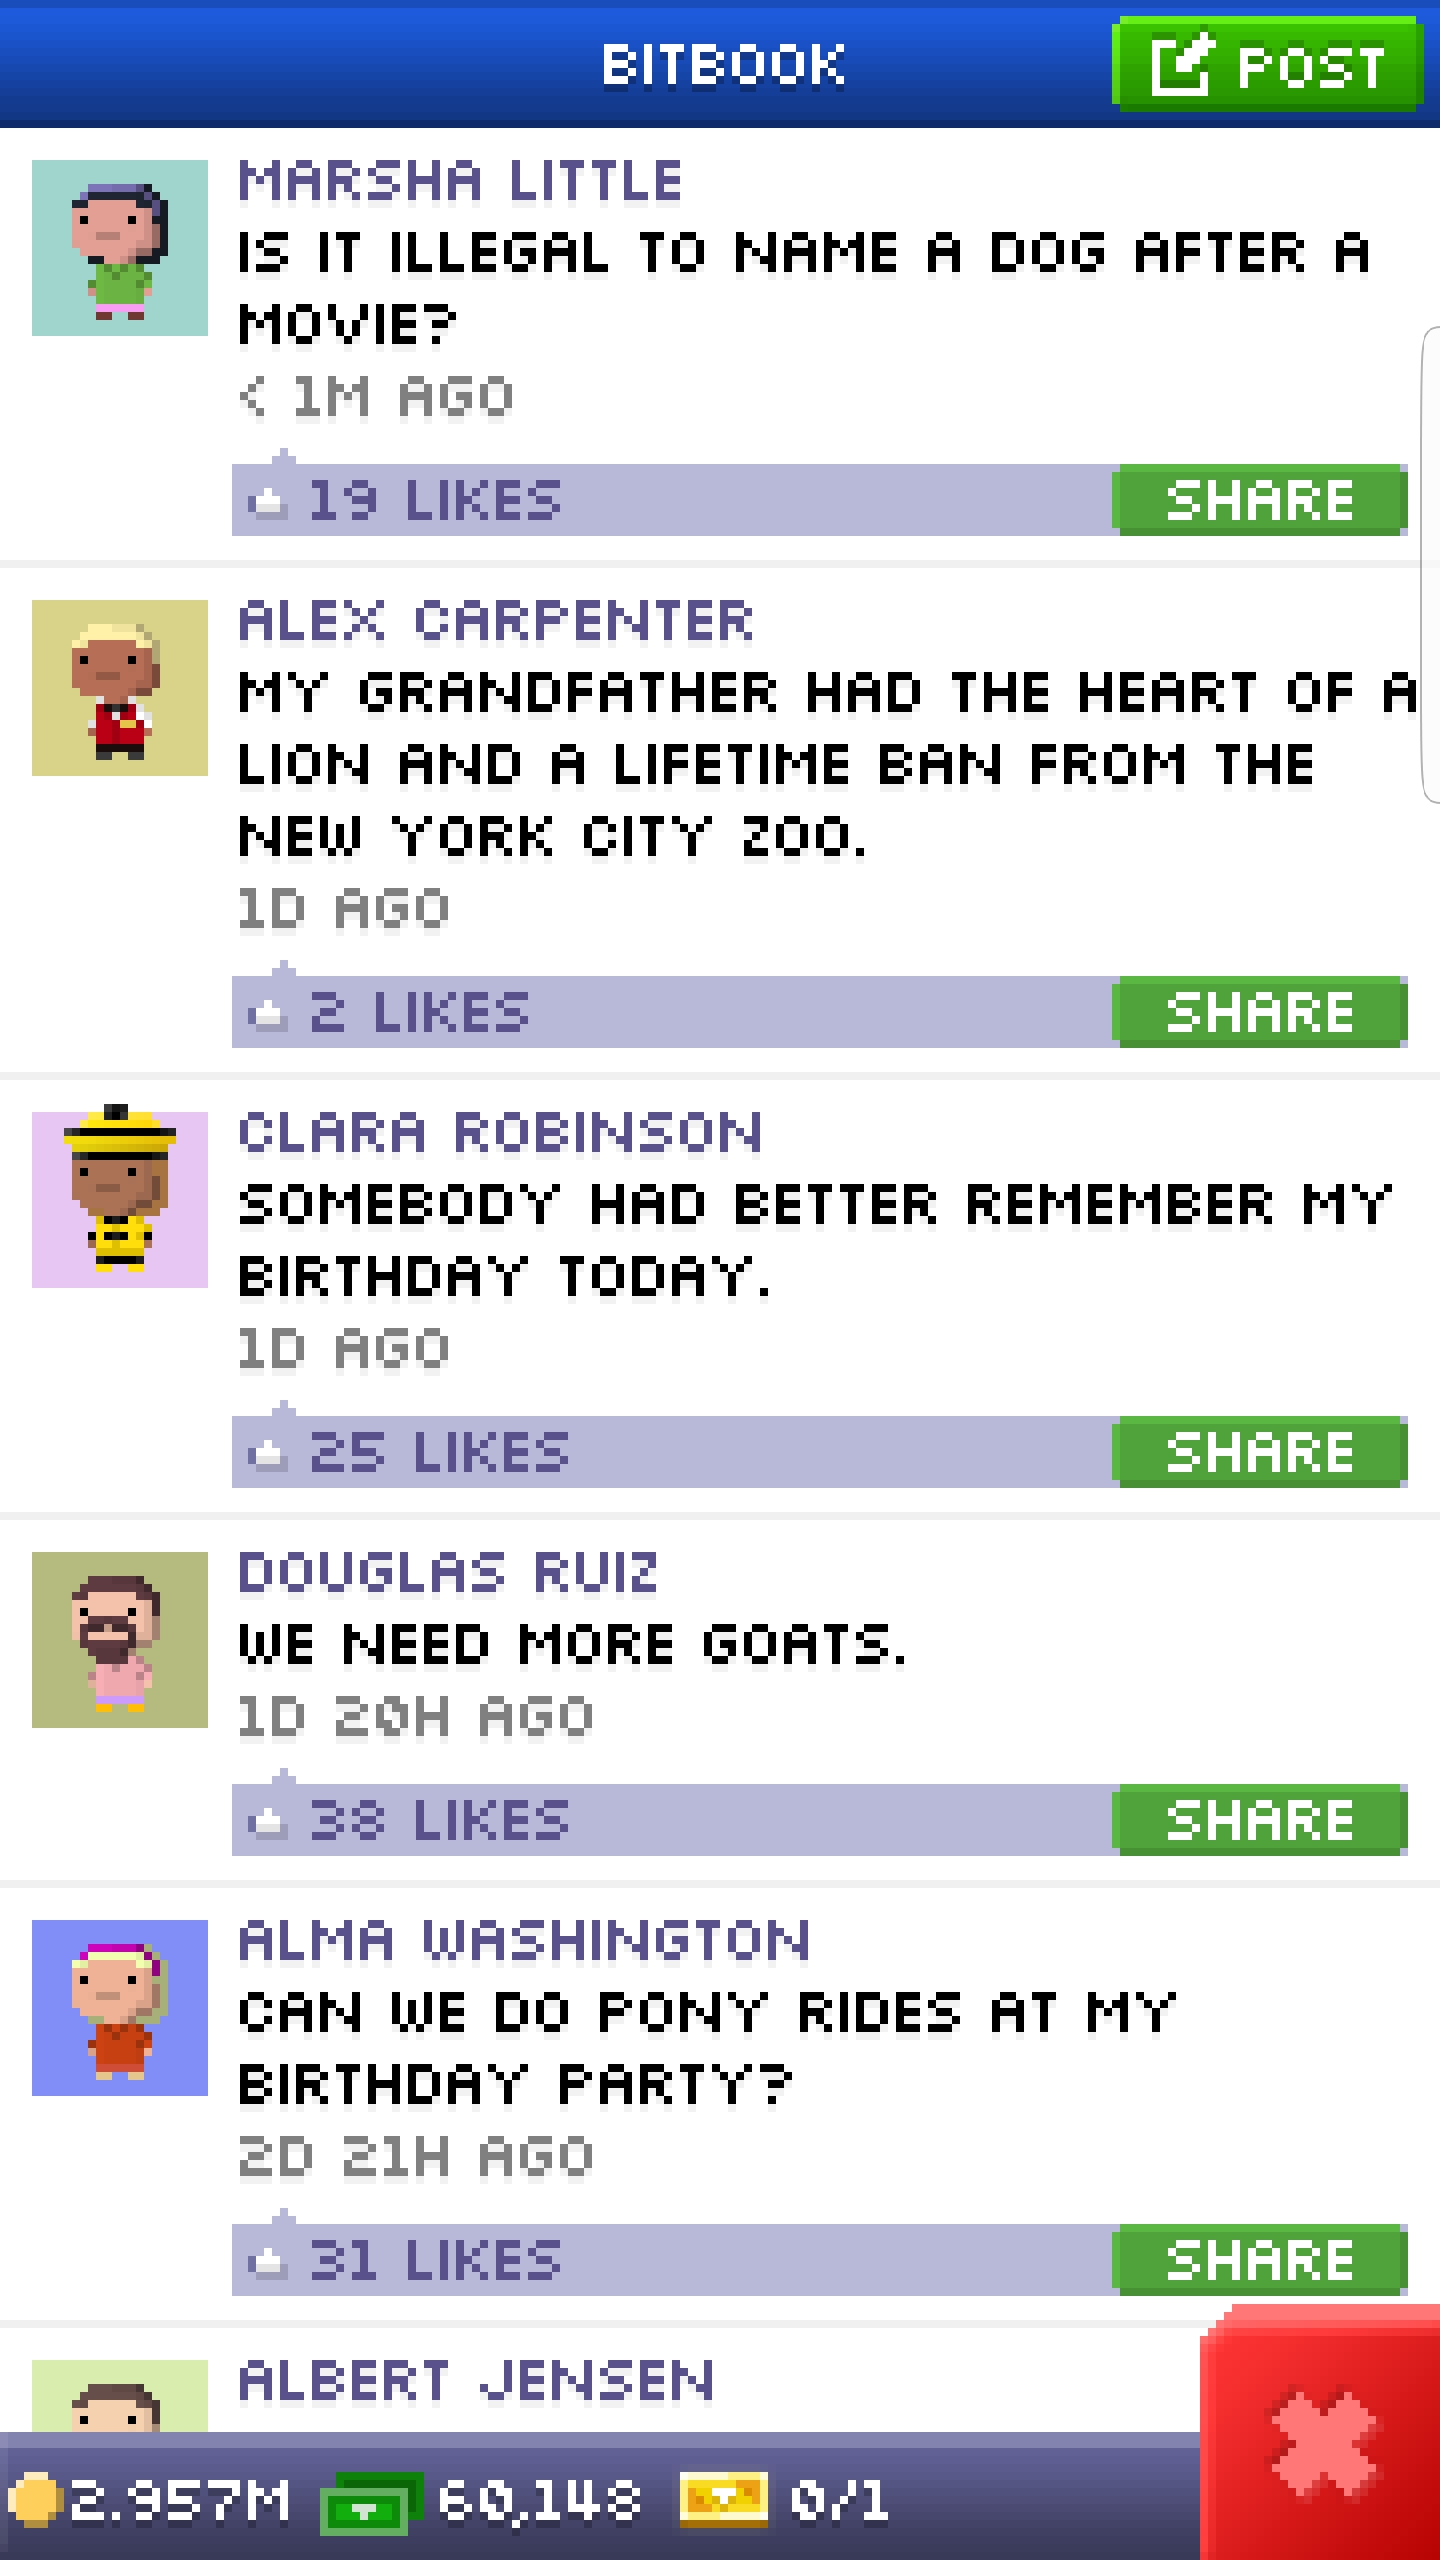 BITBOOK
POST
MARSHA LITTLE
IS IT ILLEGAL TO NAME A DOG AFTER A
MOVIE?
< 1M AGO
19 LIKES
SHARE
ALEX CARPENTER
MY GRANDFATHER HAD THE HEART OF A
LION AND A LIFETIME BAN FROM THE
NEW YORK CITY ZOO.
1D AGO
2 LIKES
SHARE
CLARA ROBINSON
SOMEBODY HAD BETTER REMEMBER MY
BIRTHDAY TODAY.
1D AGO
25 LIKES
SHARE
DOUGLAS RUIZ
WE NEED MORE GOATS.
1D 20H AGO
38 LIKES
SHARE
ALMA WASHINGTON
CAN WE DO PONY RIDES AT MY
BIRTHDAY PARTY?
2D 21H AGO
31 LIKES
SHARE
ALBERT JENSEN
2.957M 60,148 0/1